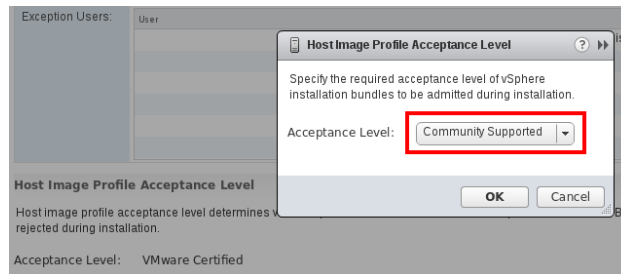 Exception Users:
User
Host Image Profile Acceptance Level
?
Specify the required acceptance level of vSphere
installation bundles to be admitted during installation.
Acceptance Level:
Community Supported
OK
Cancel
Host Image Profile Acceptance Level
Host image profile acceptance level determines
rejected during installation.
Acceptance Level:
VMware Certified